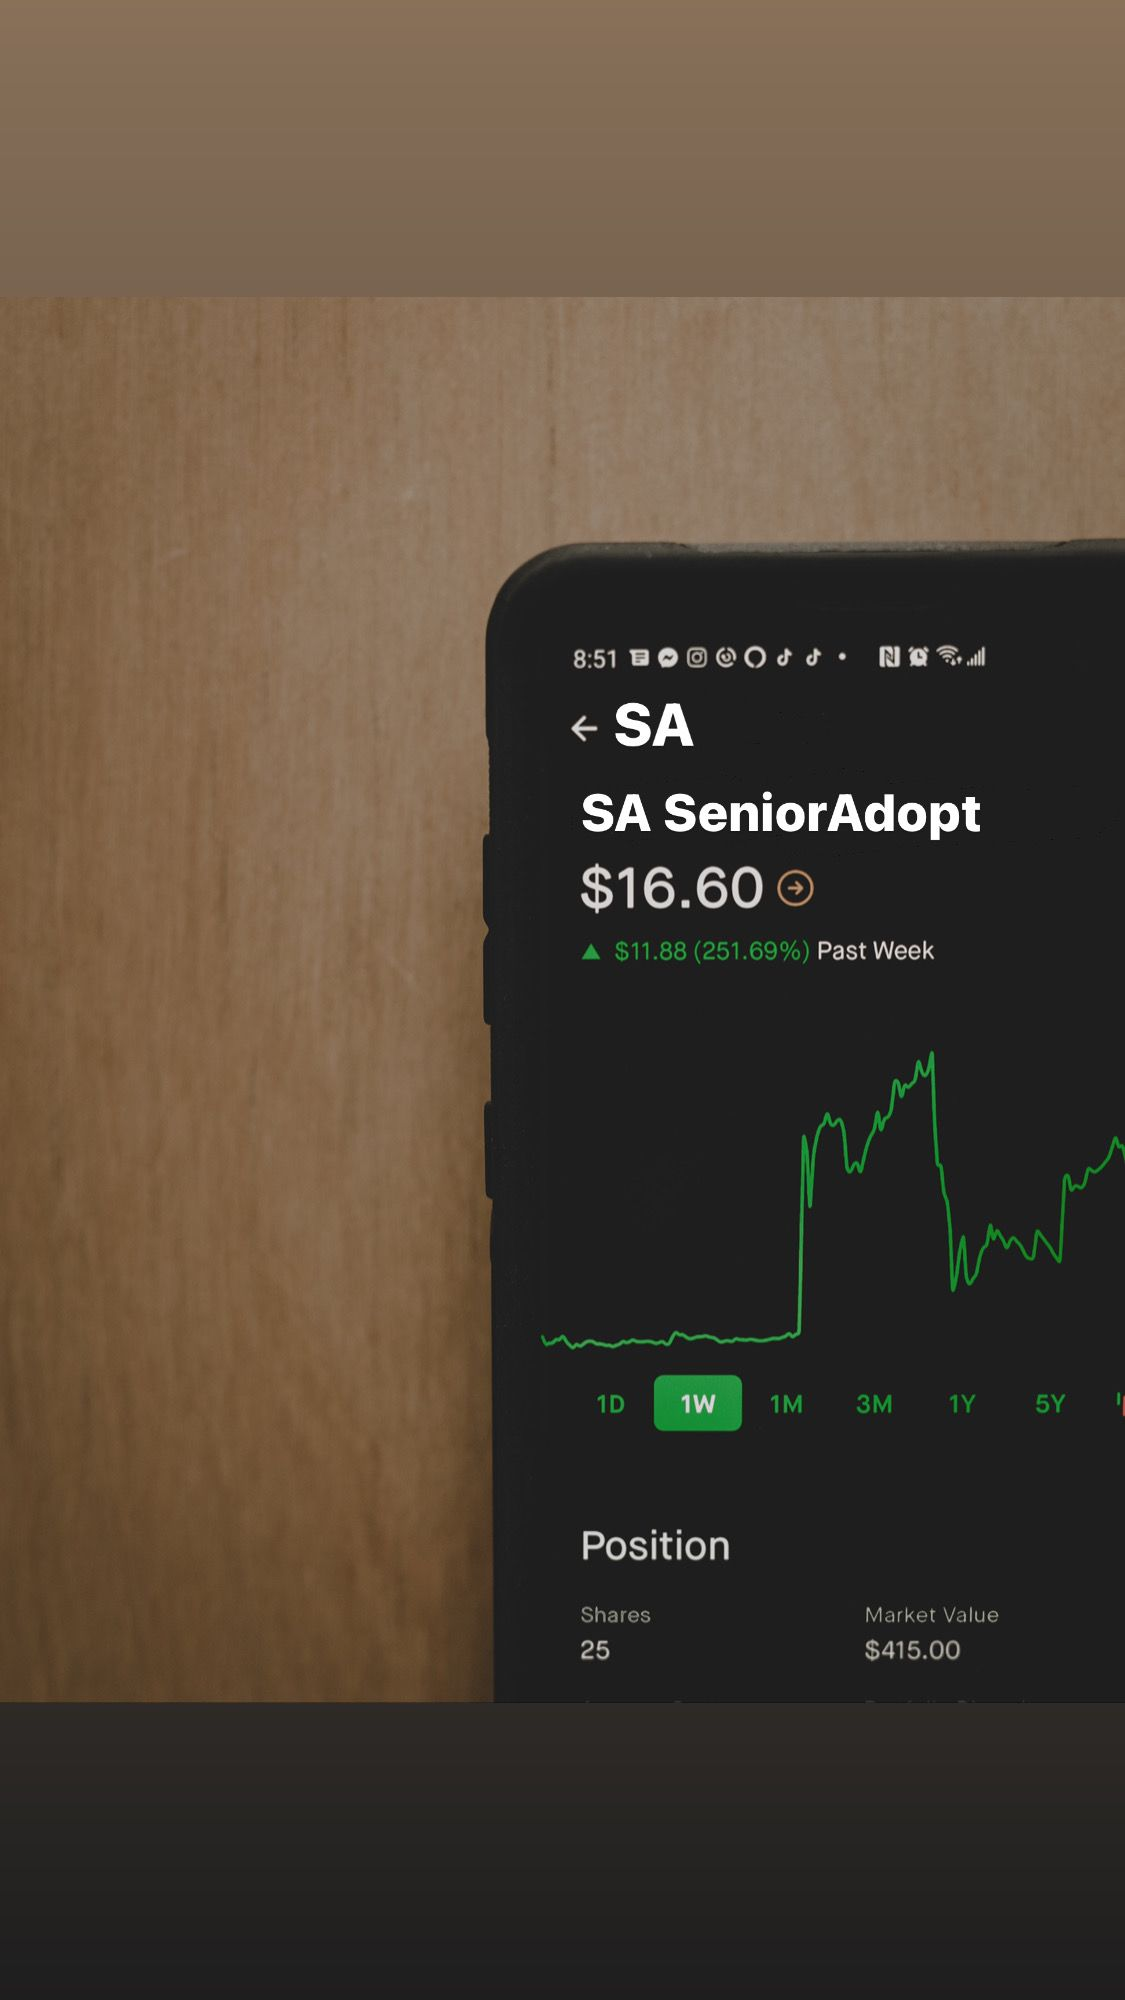 8:51
SA
SA SeniorAdopt
$16.60
▲ $11.88 (251.69%) Past Week
1D 1W 1M 3M 1Y 5Y
Position
Shares Market Value
25 $415.00